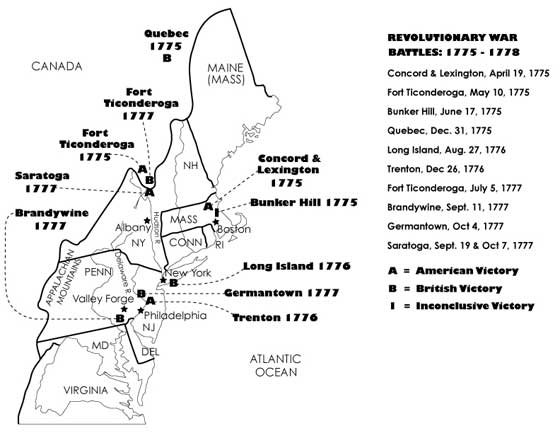 Quebec
1775
B
CANADA
MAINE
(MASS)
Fort
Ticonderoga
1777
Fort
Ticonderoga
1775
A
B
A
Saratoga
1777
NH
Concord &
Lexington
1775
Brandywine
1777
A
I
Bunker Hill 1775
MASS
Boston
Albany
NY
Hudson R.
CONN
RI
APPALACHIAN
MOUNTAINS
PENN
Delaware R.
New York
B
Long Island 1776
Valley Forge
B
A
Germantown 1777
B
Philadelphia
Trenton 1776
NJ
MD
DEL
VIRGINIA
ATLANTIC
OCEAN
REVOLUTIONARY WAR
BATTLES: 1775 - 1778
Concord & Lexington, April 19, 1775
Fort Ticonderoga, May 10, 1775
Bunker Hill, June 17, 1775
Quebec, Dec. 31, 1775
Long Island, Aug. 27, 1776
Trenton, Dec 26, 1776
Fort Ticonderoga, July 5, 1777
Brandywine, Sept. 11, 1777
Germantown, Oct 4, 1777
Saratoga, Sept. 19 & Oct 7, 1777
A = American Victory
B = British Victory
I = Inconclusive Victory